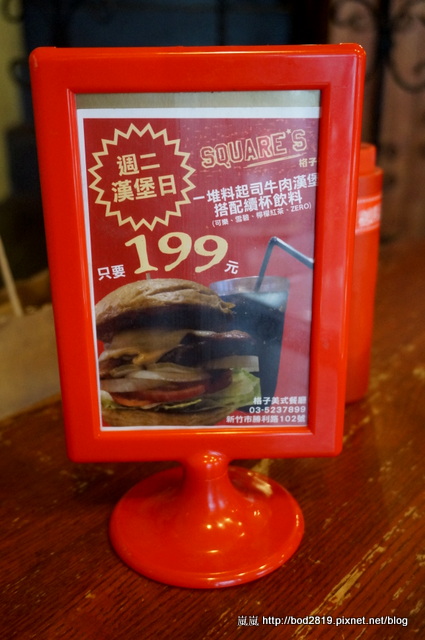 SQUARE'S
格子
週二
漢堡日
一堆料起司牛肉漢堡
搭配續杯飲料
(可樂、雪碧、檸檬紅茶、ZERO)
只要 199 元
格子美式餐廳
03-5237899
新竹市勝利路102號
嵐嵐 http://bod2819.pixnet.net/blog